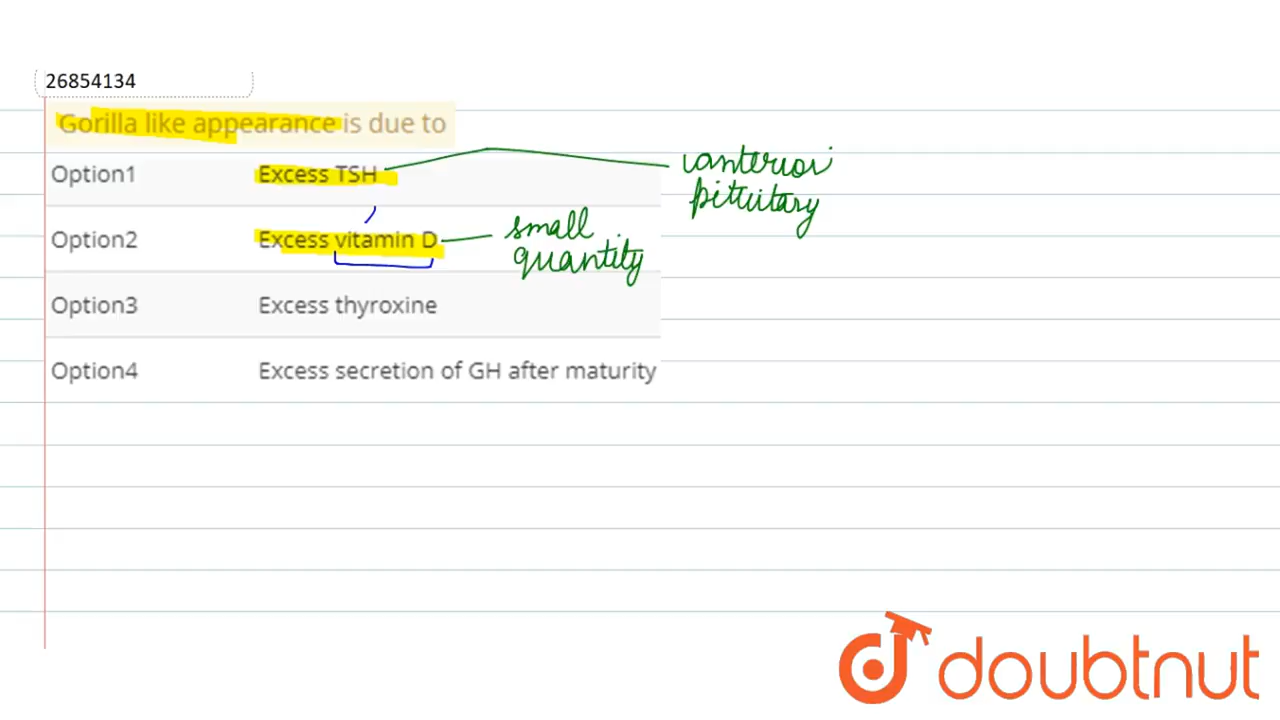 26854134
Gorilla like appearance is due to
Option1 Excess TSH
anterior
pituitary
Option2 Excess vitamin D
small
quantity
Option3 Excess thyroxine
Option4 Excess secretion of GH after maturity
doubtnut